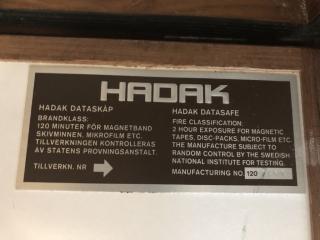 HADAK
HADAK DATASKÅP
BRANDKLASS:
120 MINUTER FÖR MAGNETBAND
SKIVMINNEN, MIKROFILM ETC.
TILLVERKNINGEN KONTROLLERAS
AV STATENS PROVNINGSANSTALT.
TILLVERKN. NR
HADAK DATASAFE
FIRE CLASSIFICATION:
2 HOUR EXPOSURE FOR MAGNETIC
TAPES, DISC-PACKS, MICRO-FILM ETC.
THE MANUFACTURE SUBJECT TO
RANDOM CONTROL BY THE SWEDISH
NATIONAL INSTITUTE FOR TESTING.
MANUFACTURING NO. 120